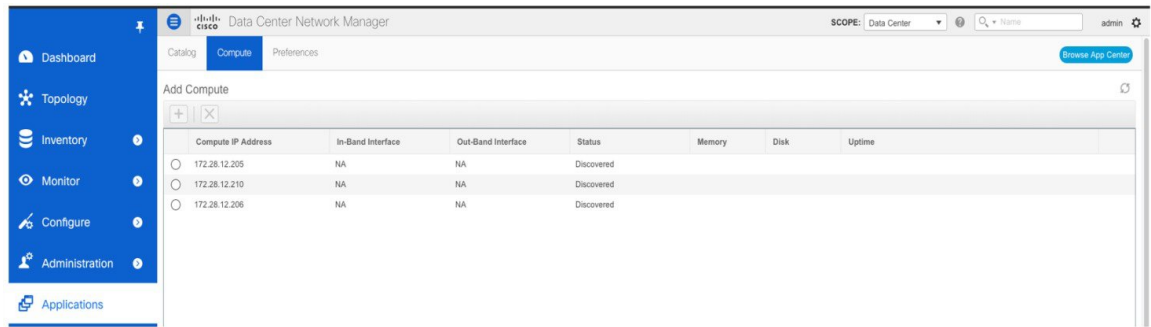 cisco Data Center Network Manager SCOPE: Data Center Name admin
Catalog Compute Preferences Browse App Center
Dashboard
Topology
Inventory
Monitor
Configure
Administration
Applications
Add Compute
Compute IP Address In-Band Interface Out-Band Interface Status Memory Disk Uptime
172.28.12.205 NA NA Discovered
172.28.12.210 NA NA Discovered
172.28.12.206 NA NA Discovered